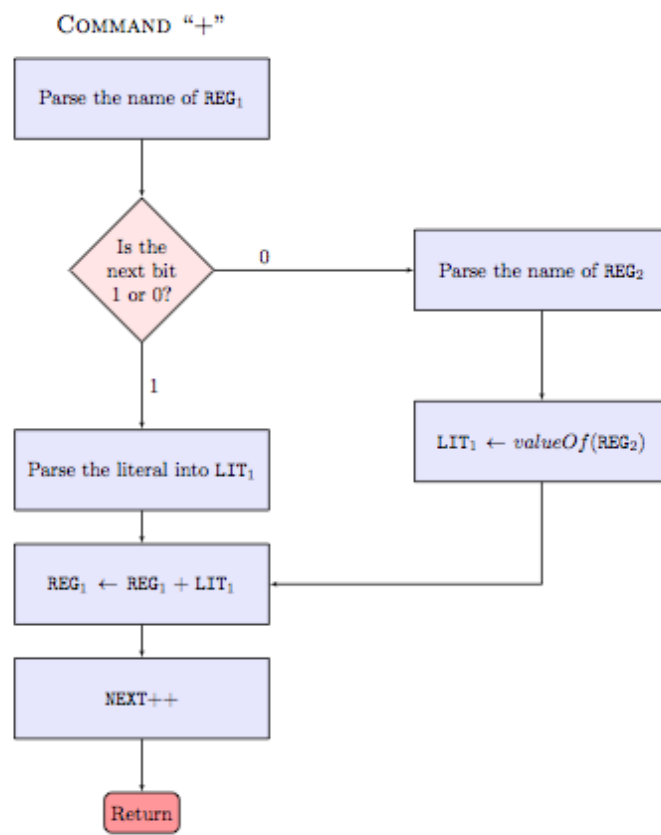 COMMAND “+”
Parse the name of REG₁
Is the
next bit
1 or 0?
0
Parse the name of REG₂
1
LIT₁ ← valueOf(REG₂)
Parse the literal into LIT₁
REG₁ ← REG₁ + LIT₁
NEXT++
Return